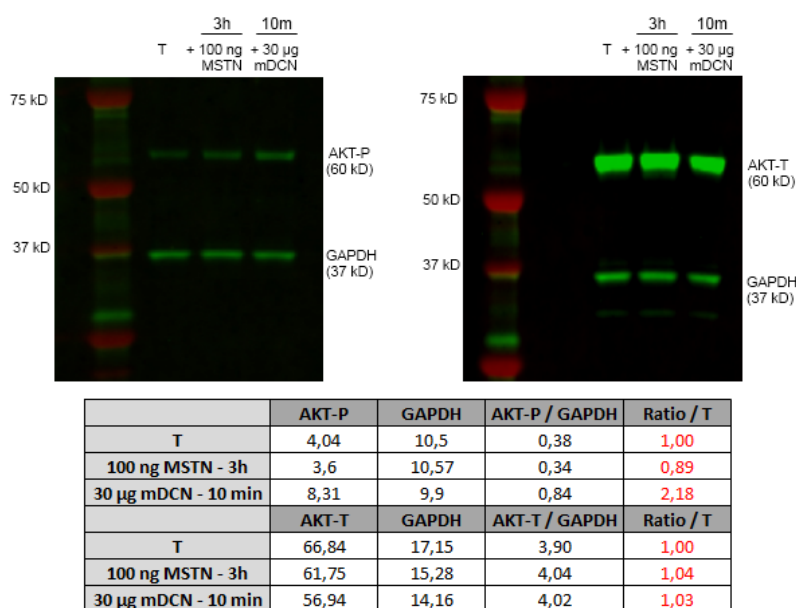 3h 10m
T + 100 ng + 30 µg
MSTN mDCN
75 kD
50 kD
37 kD
AKT-P
(60 kD)
GAPDH
(37 kD)
3h 10m
T + 100 ng + 30 µg
MSTN mDCN
75 kD
50 kD
37 kD
AKT-T
(60 kD)
GAPDH
(37 kD)
AKT-P GAPDH AKT-P / GAPDH Ratio / T
T 4,04 10,5 0,38 1,00
100 ng MSTN - 3h 3,6 10,57 0,34 0,89
30 µg mDCN - 10 min 8,31 9,9 0,84 2,18
AKT-T GAPDH AKT-T / GAPDH Ratio / T
T 66,84 17,15 3,90 1,00
100 ng MSTN - 3h 61,75 15,28 4,04 1,04
30 µg mDCN - 10 min 56,94 14,16 4,02 1,03